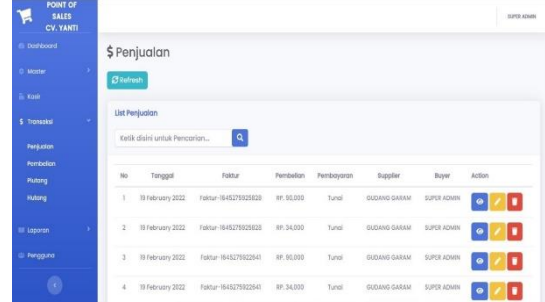 POINT OF
SALES
CV. YANTI
SUPER ADMIN
Dashboard
Master
Kasir
$ Transaksi
Penjualan
Pembelian
Piutang
Hutang
Laporan
Pengguna
$ Penjualan
Refresh
List Penjualan
Ketik disini untuk Pencarian...
No Tanggal Faktur Pembelian Pembayaran Supplier Buyer Action
1 19 February 2022 Faktur-1645275925820 RP. 90,000 Tunai GUDANG GARAM SUPER ADMIN
2 19 February 2022 Faktur-1645275925820 RP. 34,000 Tunai GUDANG GARAM SUPER ADMIN
3 19 February 2022 Faktur-1645275922641 RP. 90,000 Tunai GUDANG GARAM SUPER ADMIN
4 19 February 2022 Faktur-1645275922641 RP. 34,000 Tunai GUDANG GARAM SUPER ADMIN